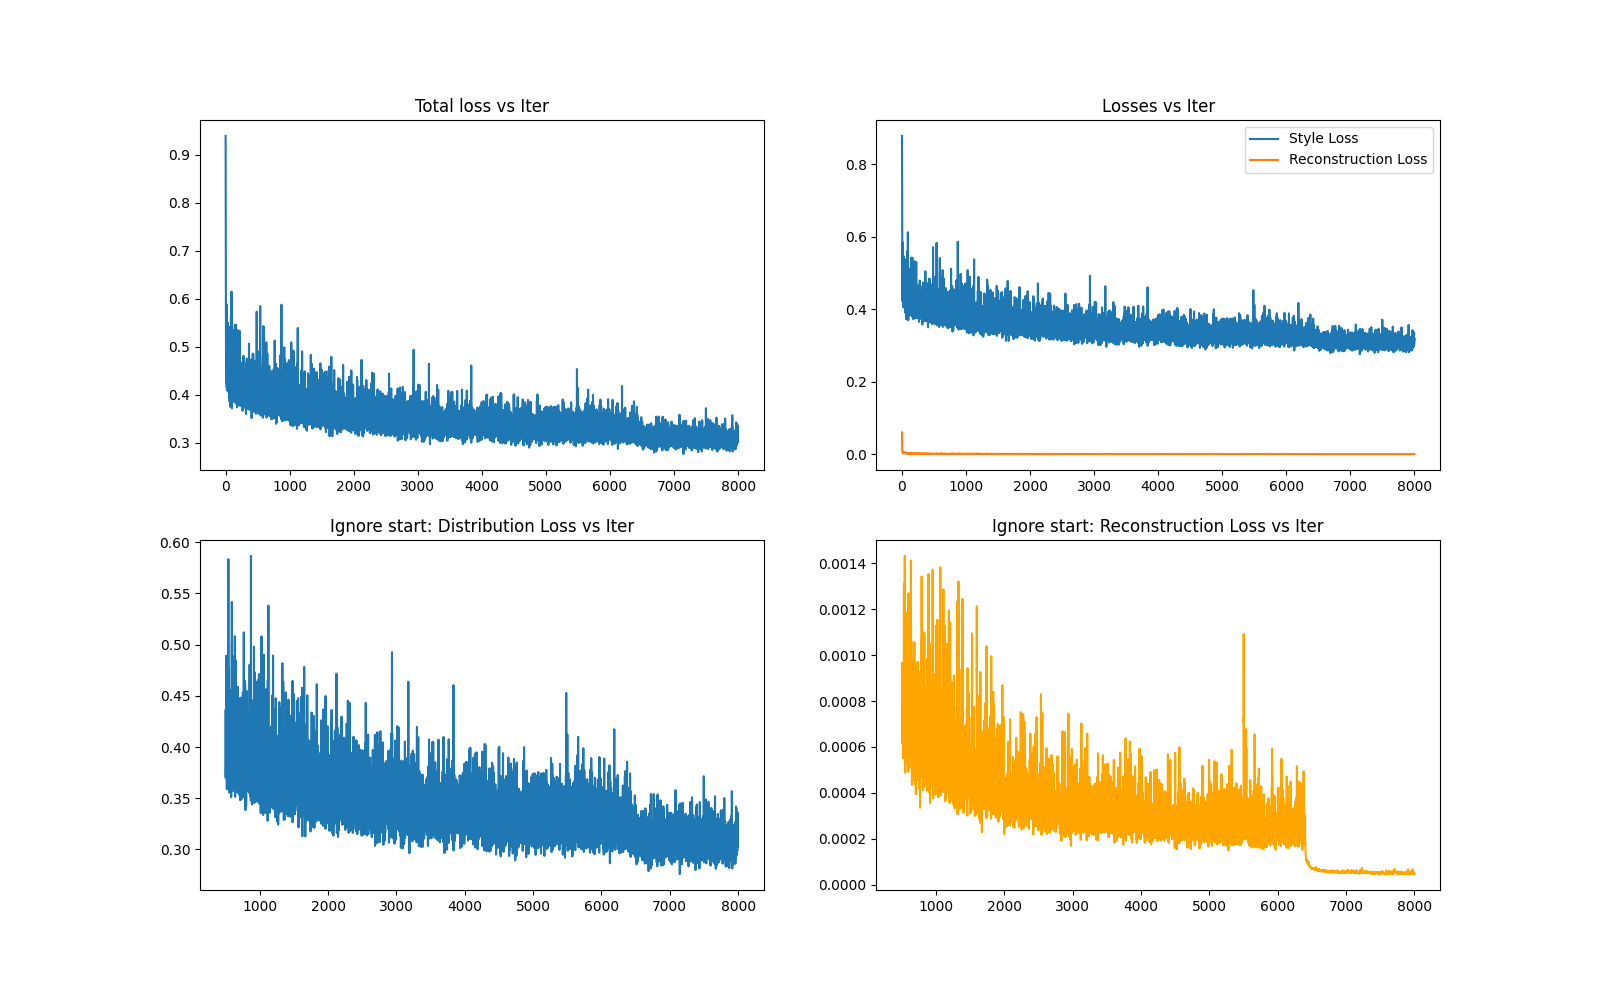 Total loss vs Iter
0.9
0.8
0.7
0.6
0.5
0.4
0.3
0 1000 2000 3000 4000 5000 6000 7000 8000
Losses vs Iter
Style Loss
Reconstruction Loss
0.8
0.6
0.4
0.2
0.0
0 1000 2000 3000 4000 5000 6000 7000 8000
Ignore start: Distribution Loss vs Iter
0.60
0.55
0.50
0.45
0.40
0.35
0.30
1000 2000 3000 4000 5000 6000 7000 8000
Ignore start: Reconstruction Loss vs Iter
0.0014
0.0012
0.0010
0.0008
0.0006
0.0004
0.0002
0.0000
1000 2000 3000 4000 5000 6000 7000 8000